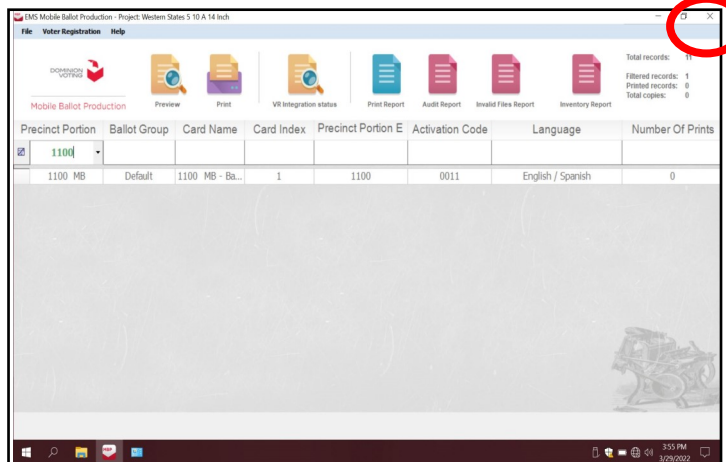 EMS Mobile Ballot Production - Project: Western States 5 10 A 14 Inch
File Voter Registration Help
DOMINION VOTING
Mobile Ballot Production
Preview
Print
VR Integration status
Print Report
Audit Report
Invalid Files Report
Inventory Report
Total records: 11
Filtered records: 1
Printed records: 0
Total copies: 0
Precinct Portion Ballot Group Card Name Card Index Precinct Portion E Activation Code Language Number Of Prints
1100
1100 MB Default 1100 MB - Ba... 1 1100 0011 English / Spanish 0
MBP
3:55 PM
3/29/2022